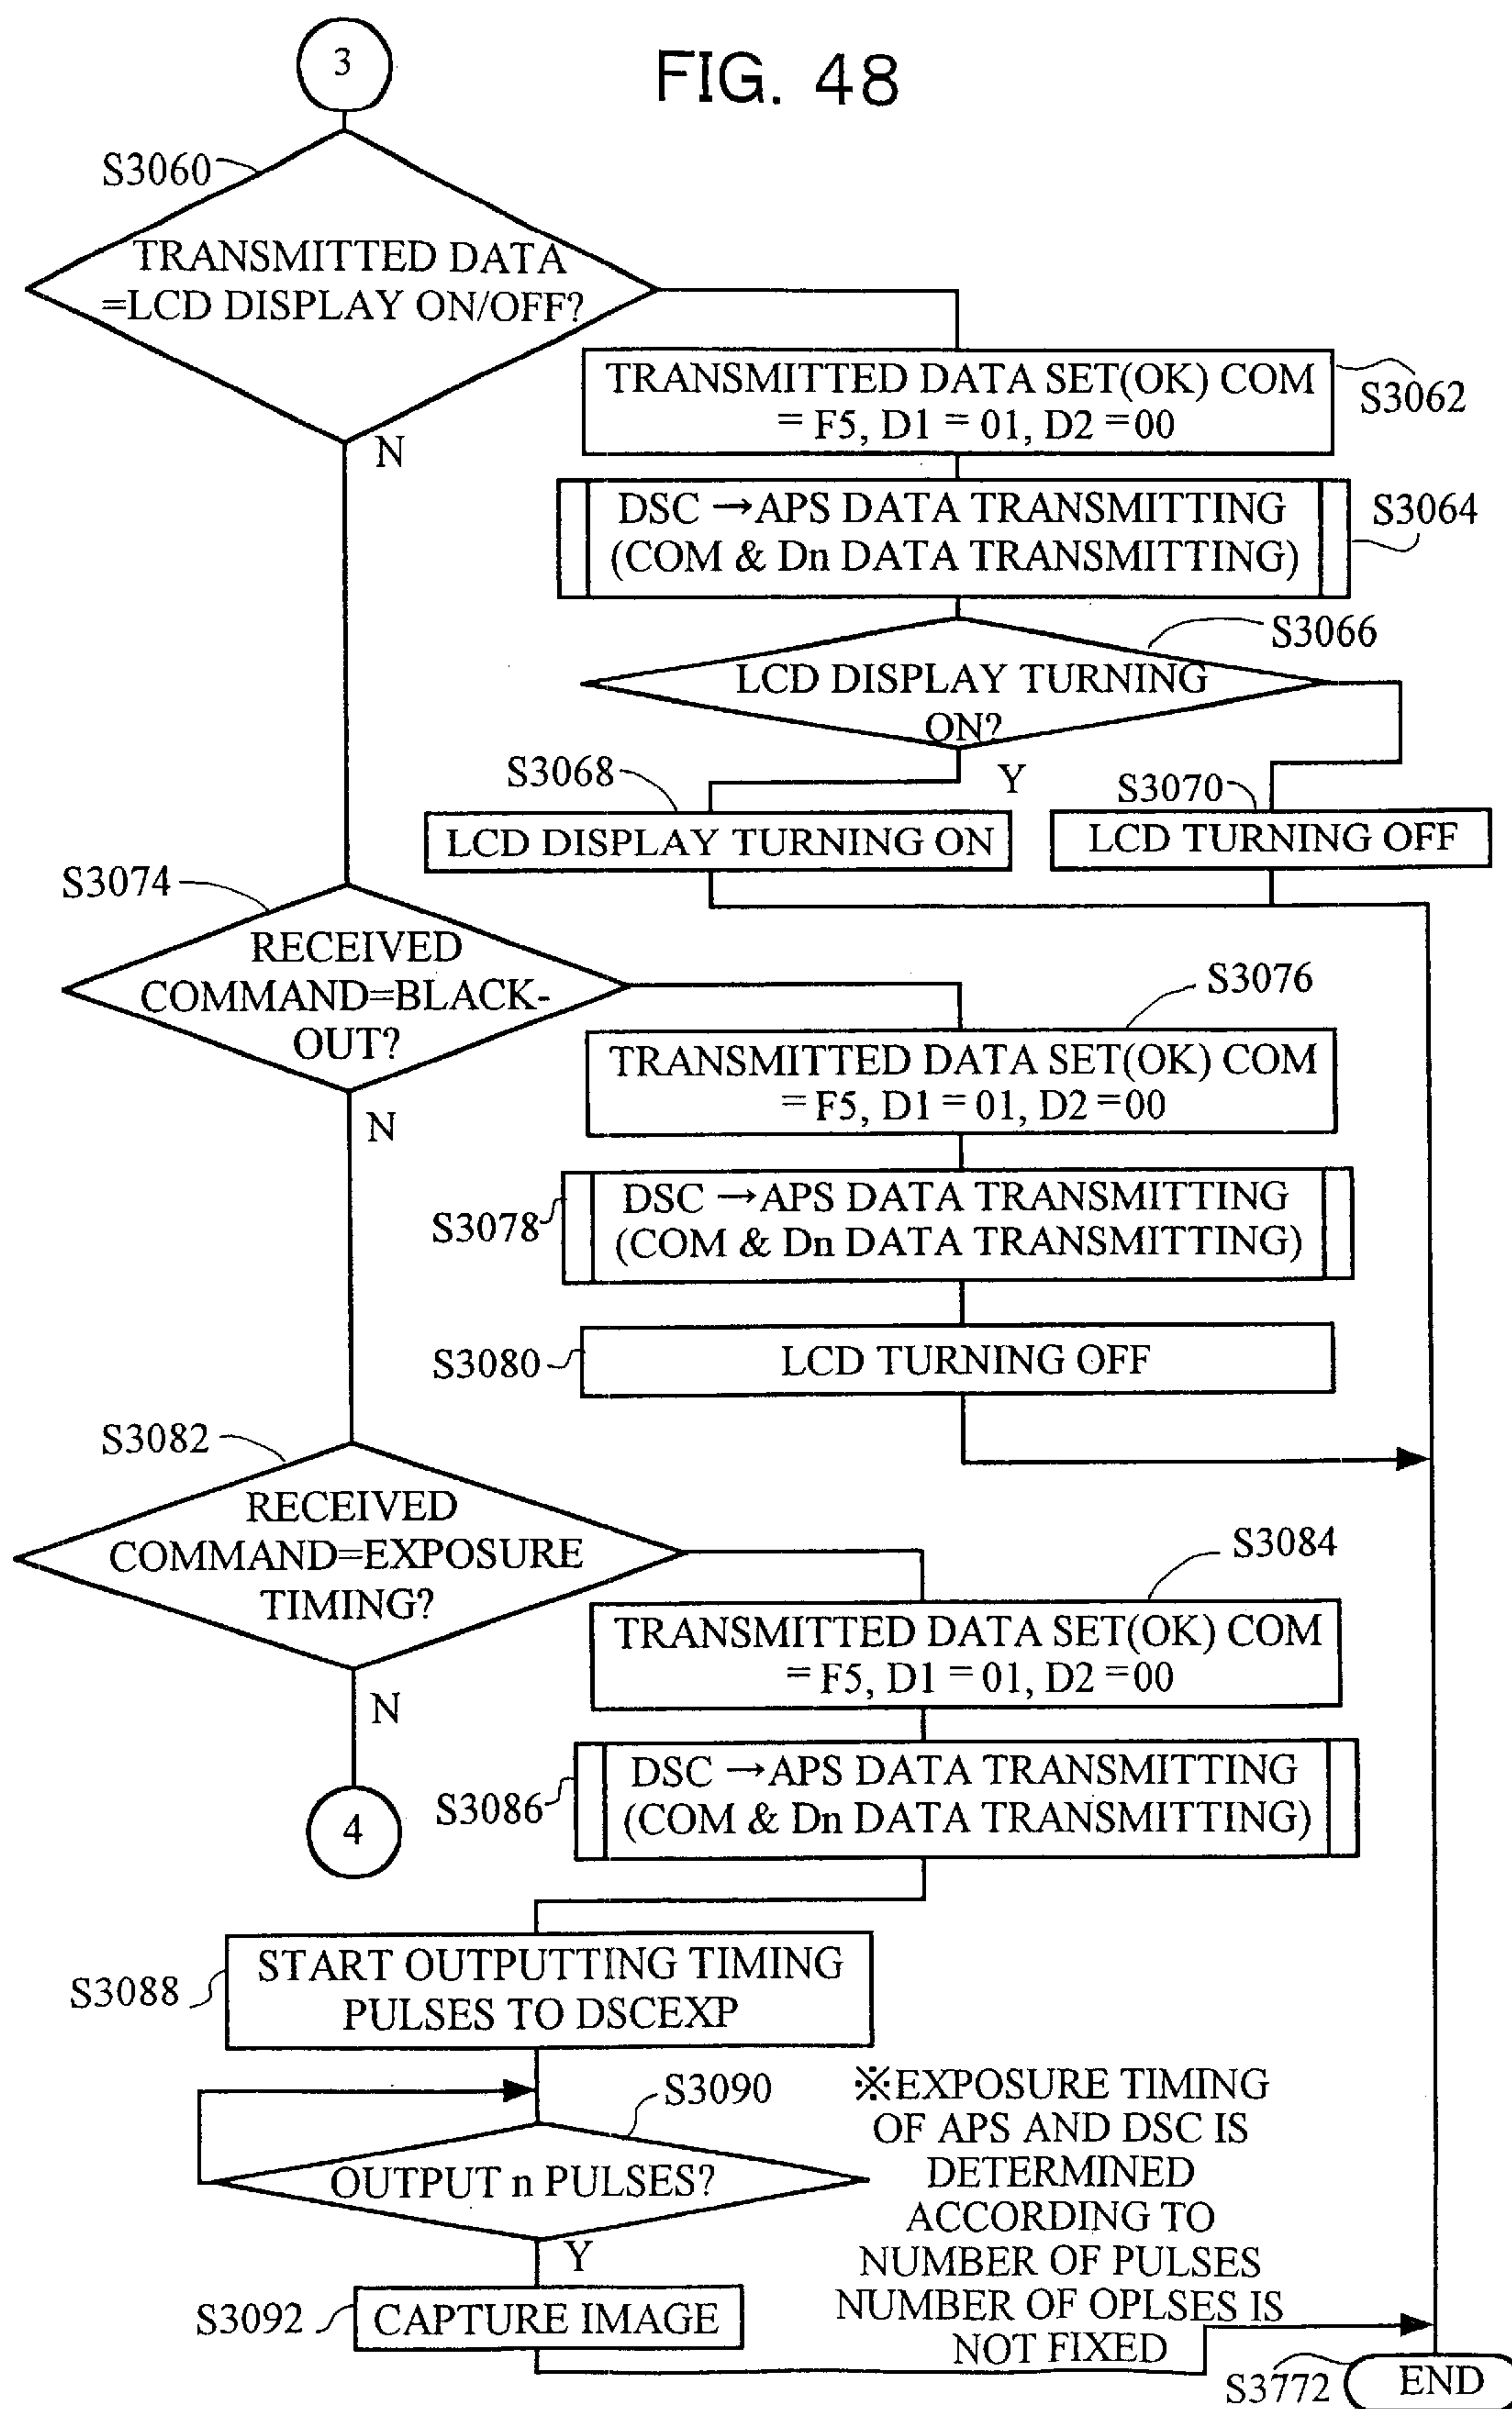 3
FIG. 48
S3060
TRANSMITTED DATA
=LCD DISPLAY ON/OFF?
N
TRANSMITTED DATA SET(OK) COM
= F5, D1 = 01, D2 =00
S3062
DSC →APS DATA TRANSMITTING
(COM & Dn DATA TRANSMITTING)
S3064
S3066
LCD DISPLAY TURNING
ON?
Y
S3068
LCD DISPLAY TURNING ON
S3070
LCD TURNING OFF
S3074
RECEIVED
COMMAND=BLACK-
OUT?
N
S3076
TRANSMITTED DATA SET(OK) COM
= F5, D1 = 01, D2 =00
S3078
DSC →APS DATA TRANSMITTING
(COM & Dn DATA TRANSMITTING)
S3080
LCD TURNING OFF
S3082
RECEIVED
COMMAND=EXPOSURE
TIMING?
N
4
S3084
TRANSMITTED DATA SET(OK) COM
= F5, D1 = 01, D2 =00
S3086
DSC →APS DATA TRANSMITTING
(COM & Dn DATA TRANSMITTING)
S3088
START OUTPUTTING TIMING
PULSES TO DSCEXP
S3090
OUTPUT n PULSES?
Y
S3092
CAPTURE IMAGE
※EXPOSURE TIMING
OF APS AND DSC IS
DETERMINED
ACCORDING TO
NUMBER OF PULSES
NUMBER OF OPLSES IS
NOT FIXED
S3772
END